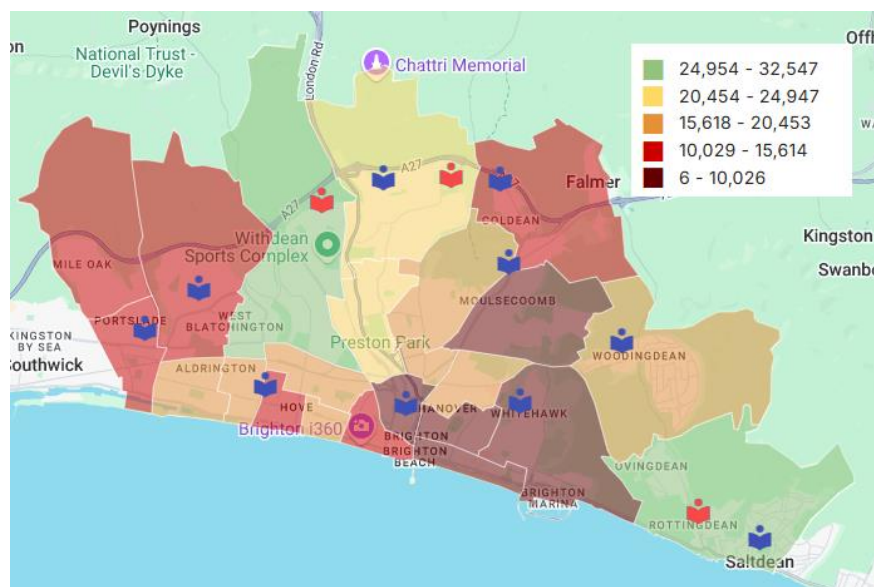 Poynings
National Trust -
Devil's Dyke
London Rd
Chattri Memorial
24,954 - 32,547
20,454 - 24,947
15,618 - 20,453
10,029 - 15,614
6 - 10,026
A27
Falmer
COLDEAN
A27
Withdean
Sports Complex
Kingston
MILE OAK
Swanbo
MOULSECOOMB
PORTSLADE
WEST
BLATCHINGTON
KINGSTON
BY SEA
Southwick
Preston Park
WOODINGDEAN
ALDRINGTON
HOVE
HANOVER
WHITEHAWK
Brighton i360
BRIGHTON
BRIGHTON
BEACH
OVINGDEAN
BRIGHTON
MARINA
ROTTINGDEAN
Saltdean